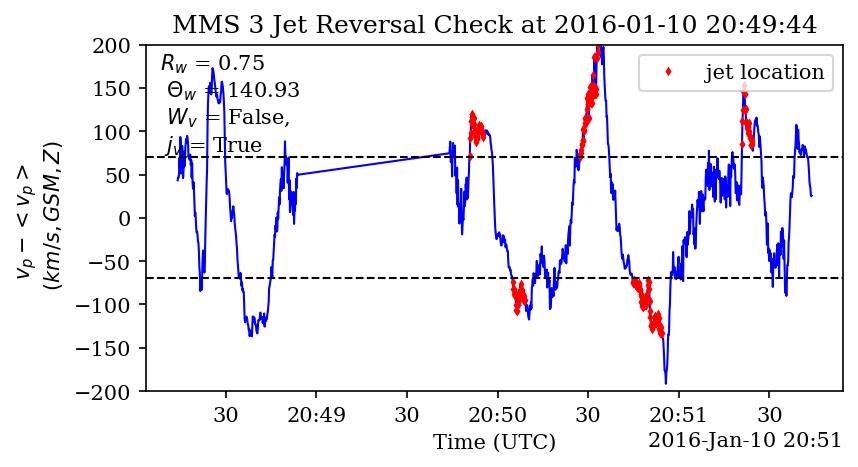 MMS 3 Jet Reversal Check at 2016-01-10 20:49:44
R_w = 0.75
Θ_w = 140.93
W_v = False,
j_v = True
jet location
200
150
100
50
0
−50
−100
−150
−200
v_p − < v_p >
(km/s, GSM, Z)
30 20:49 30 20:50 30 20:51 30
Time (UTC)
2016-Jan-10 20:51